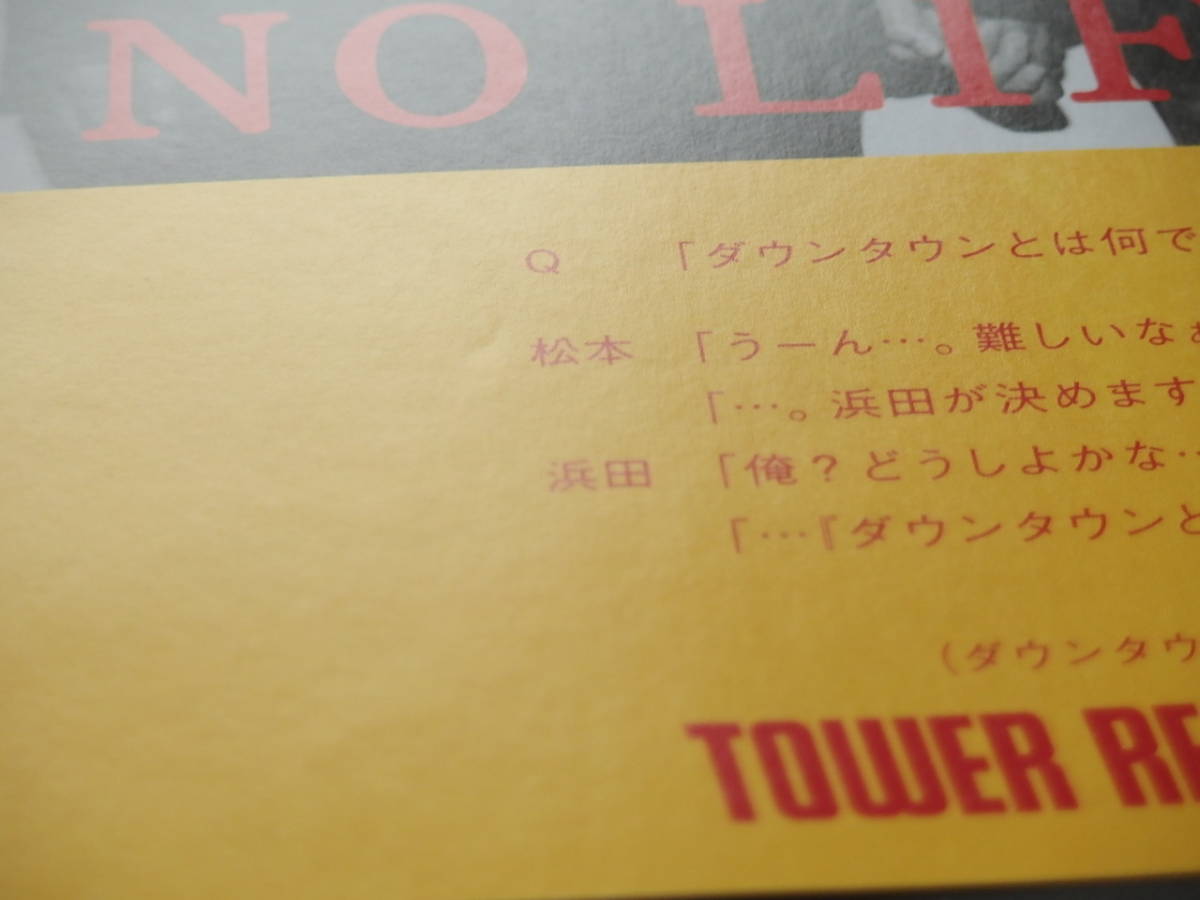 NO LIF
Q 「ダウンタウンとは何で
松本 「うーん…。難しいなぁ
「…。浜田が決めます
浜田 「俺？どうしよかな…
「…『ダウンタウンと
（ダウンタウ
TOWER RE